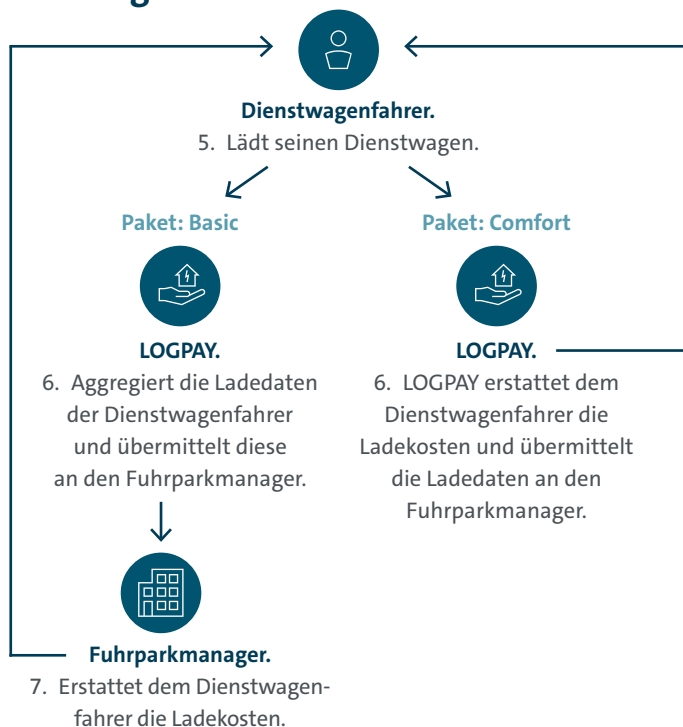 Dienstwagenfahrer.
5. Lädt seinen Dienstwagen.
Paket: Basic
LOGPAY.
6. Aggregiert die Ladedaten
der Dienstwagenfahrer
und übermittelt diese
an den Fuhrparkmanager.
Fuhrparkmanager.
7. Erstattet dem Dienstwagen-
fahrer die Ladekosten.
Paket: Comfort
LOGPAY.
6. LOGPAY erstattet dem
Dienstwagenfahrer die
Ladekosten und übermittelt
die Ladedaten an den
Fuhrparkmanager.